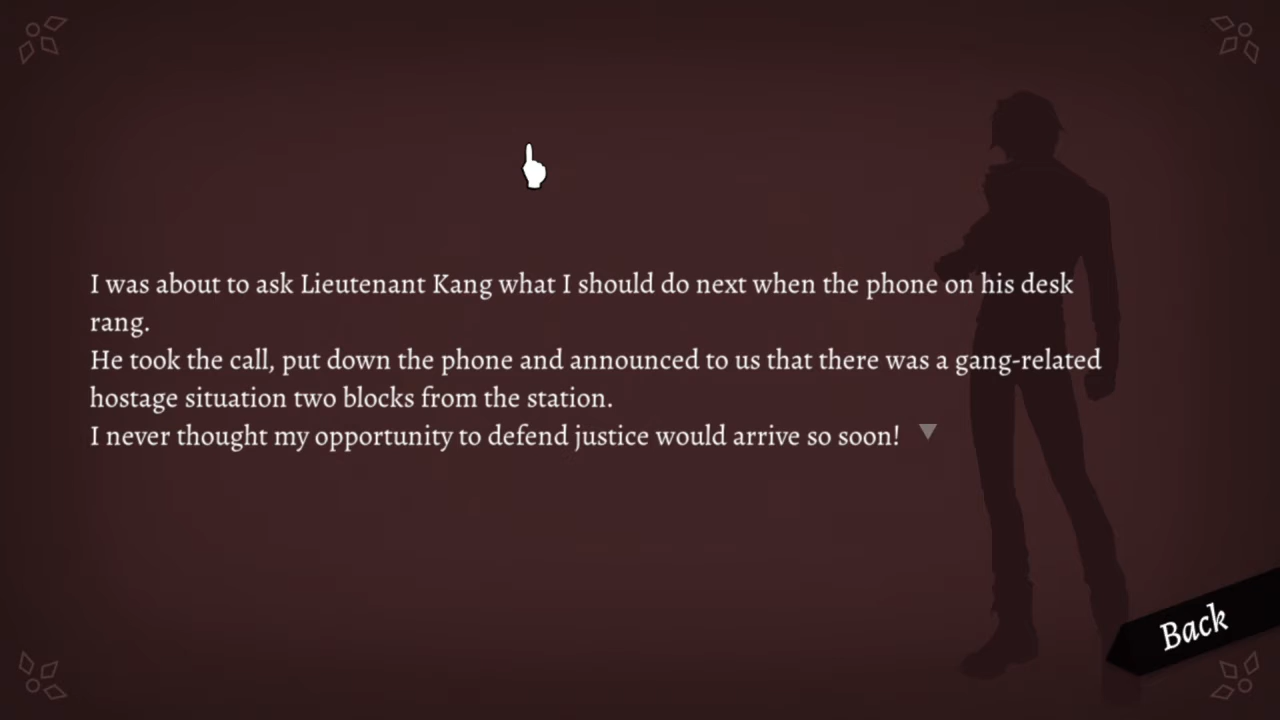 I was about to ask Lieutenant Kang what I should do next when the phone on his desk
rang.
He took the call, put down the phone and announced to us that there was a gang-related
hostage situation two blocks from the station.
I never thought my opportunity to defend justice would arrive so soon!
Back